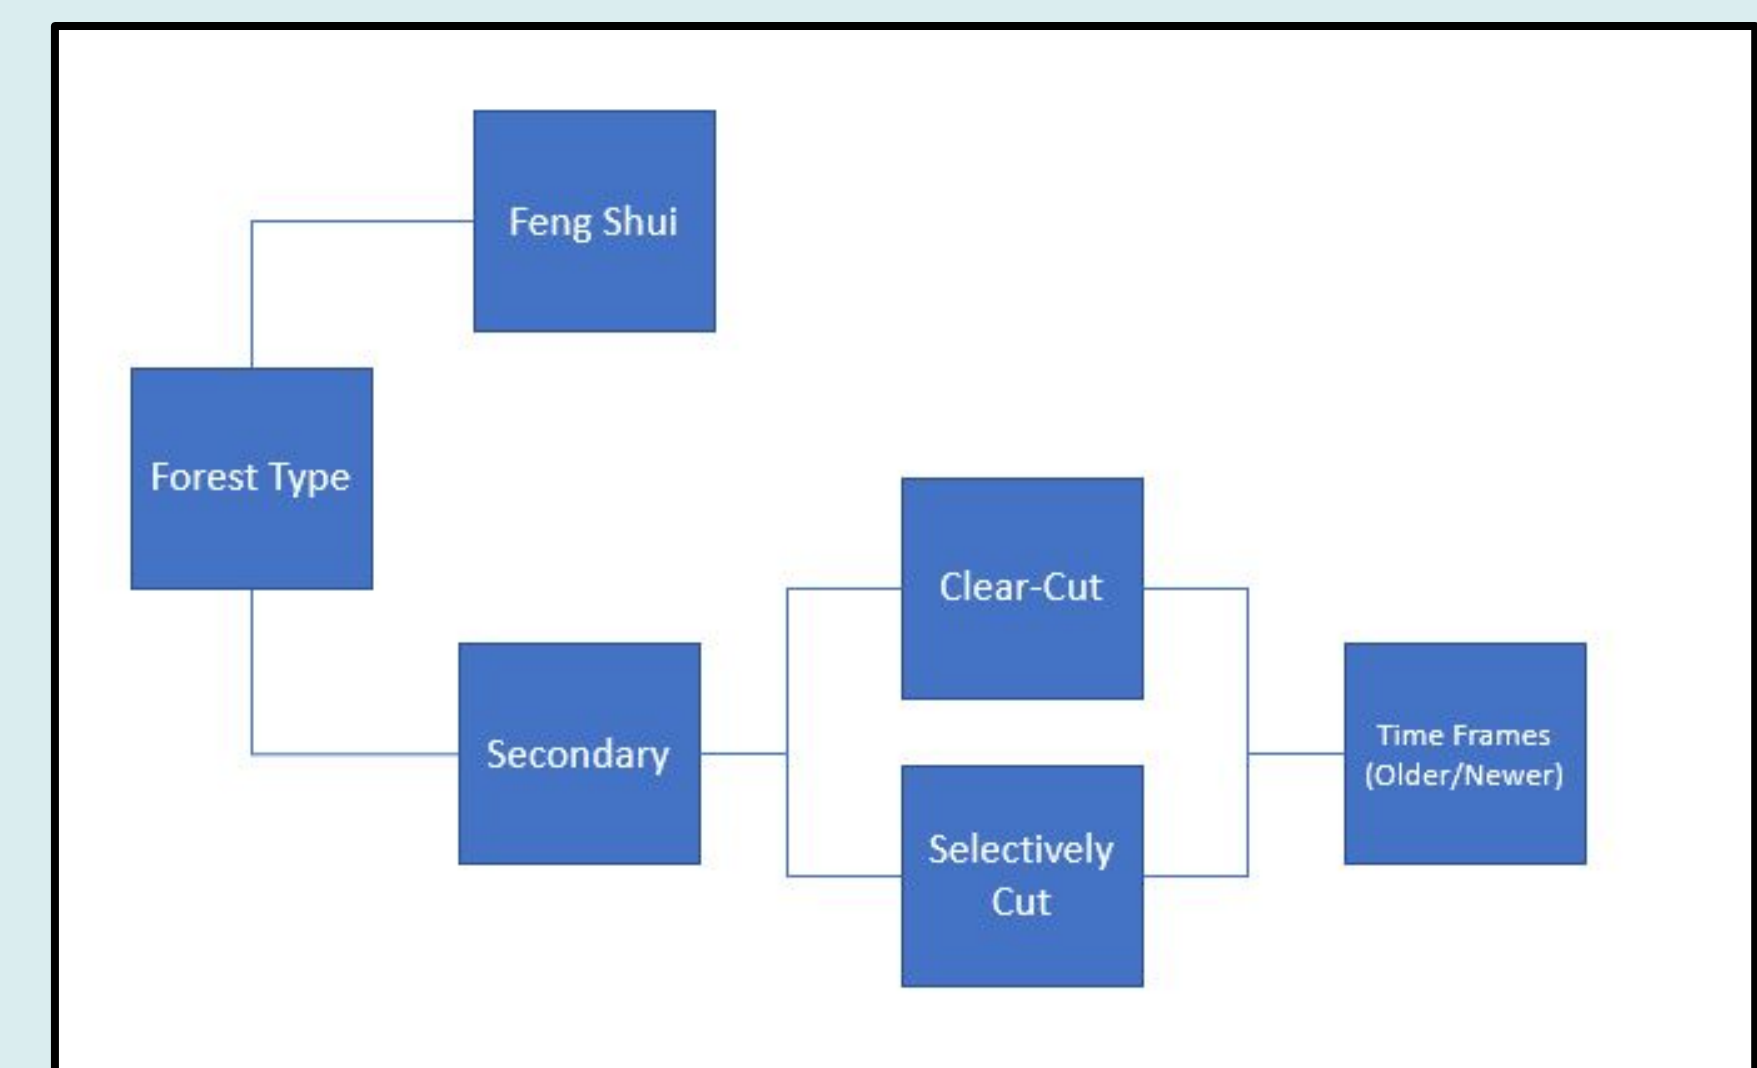 Feng Shui
Forest Type
Clear-Cut
Secondary
Time Frames
(Older/Newer)
Selectively
Cut